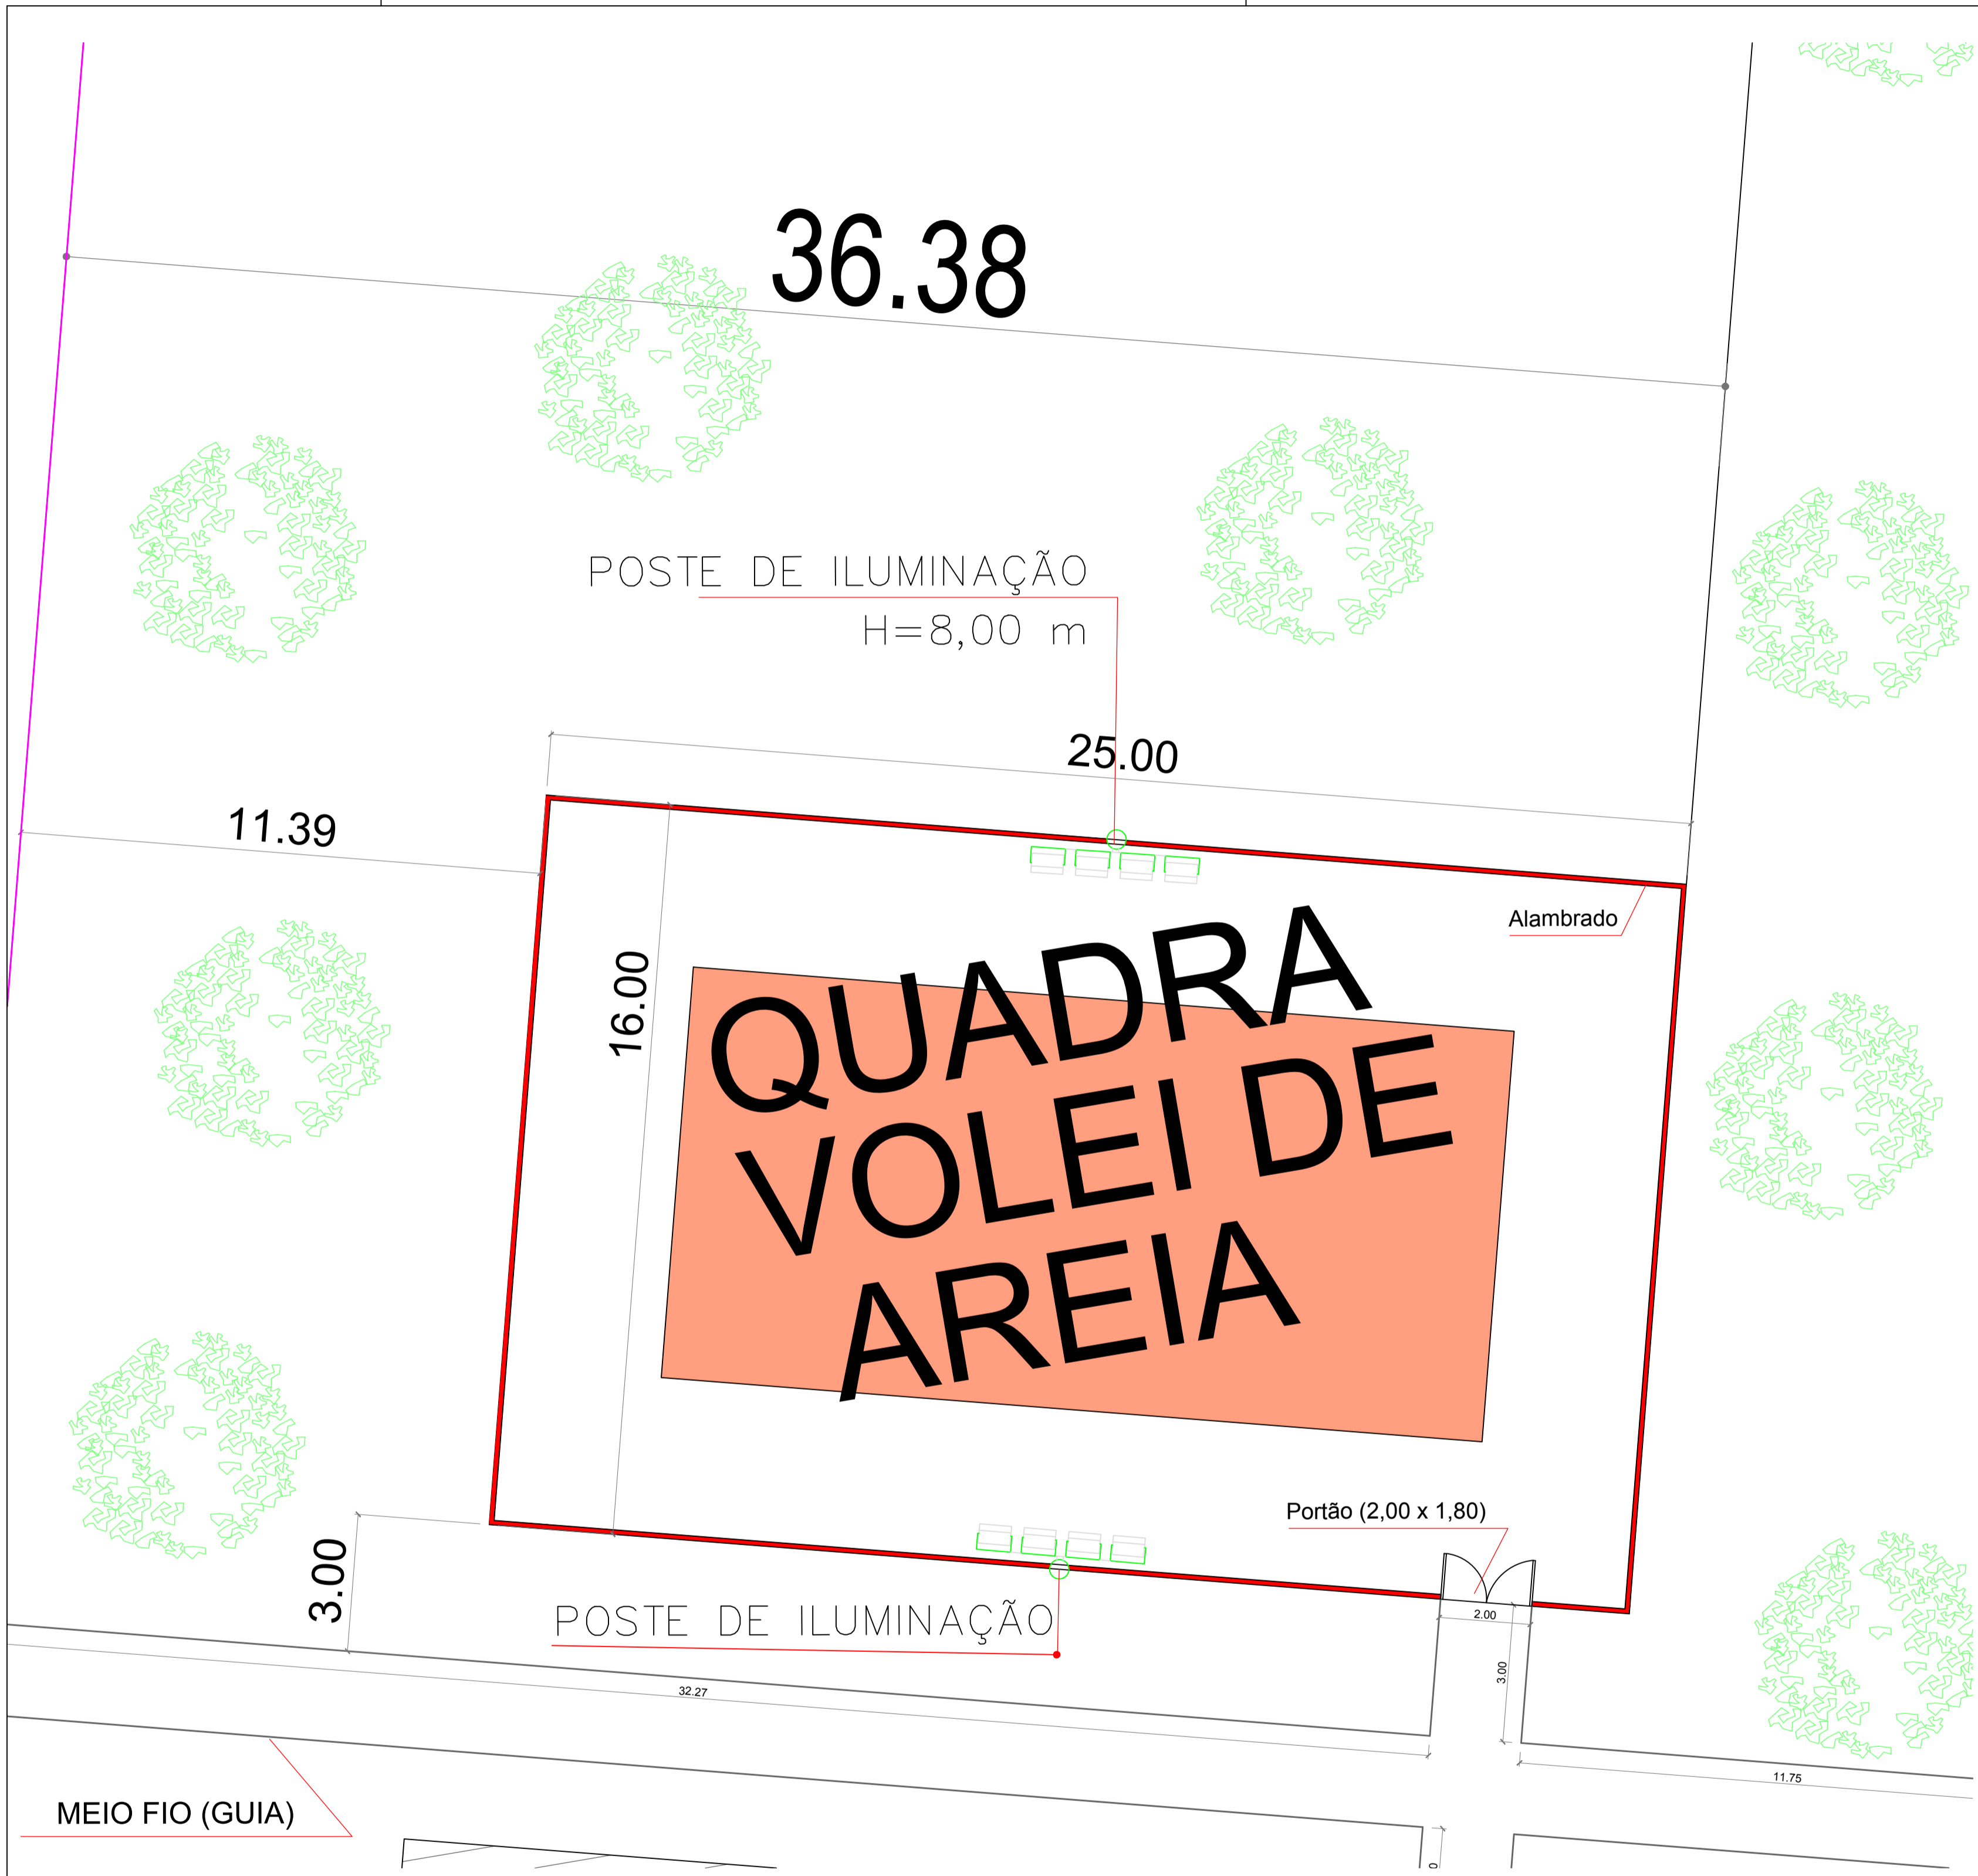 36.38
POSTE DE ILUMINAÇÃO
H=8,00 m
25.00
11.39
Alambrado
16.00
QUADRA
VOLEI DE
AREIA
Portão (2,00 x 1,80)
3.00
POSTE DE ILUMINAÇÃO
2.00
3.00
32.27
11.75
MEIO FIO (GUIA)